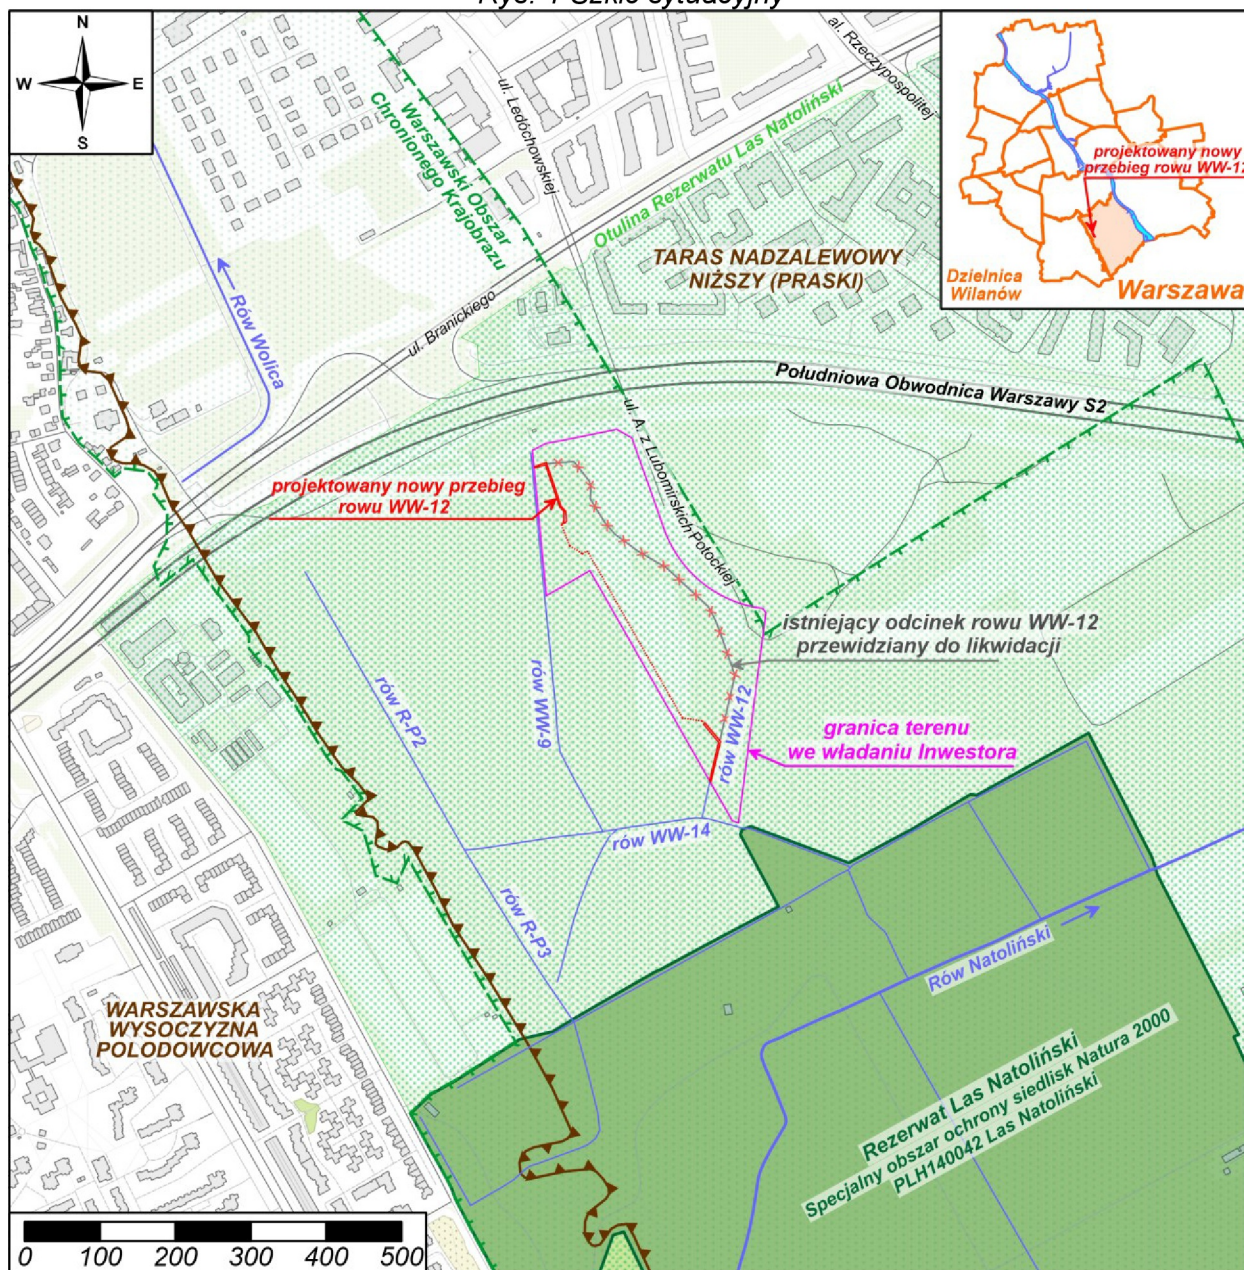 Ryc. 1 Szkic sytuacyjny
N
W
E
S
ul. Ledóchowskiej
al. Rzeczypospolitej
Warszawski Obszar
Chronionego Krajobrazu
Otulina Rezerwatu Las Natoliński
TARAS NADZALEWOWY
NIŻSZY (PRASKI)
projektowany nowy
przebieg rowu WW-12
Dzielnica
Wilanów
Warszawa
Rów Wolica
ul. Branickiego
Południowa Obwodnica Warszawy S2
ul. A. z Lubomirskich Potockiej
projektowany nowy przebieg
rowu WW-12
istniejący odcinek rowu WW-12
przewidziany do likwidacji
rów R-P2
rów WW-9
rów WW-12
granica terenu
we władaniu Inwestora
rów WW-14
rów R-P3
Rów Natoliński
WARSZAWSKA
WYSOCZYZNA
POLODOWCOWA
Rezerwat Las Natoliński
Specjalny obszar ochrony siedlisk Natura 2000
PLH140042 Las Natoliński
0 100 200 300 400 500